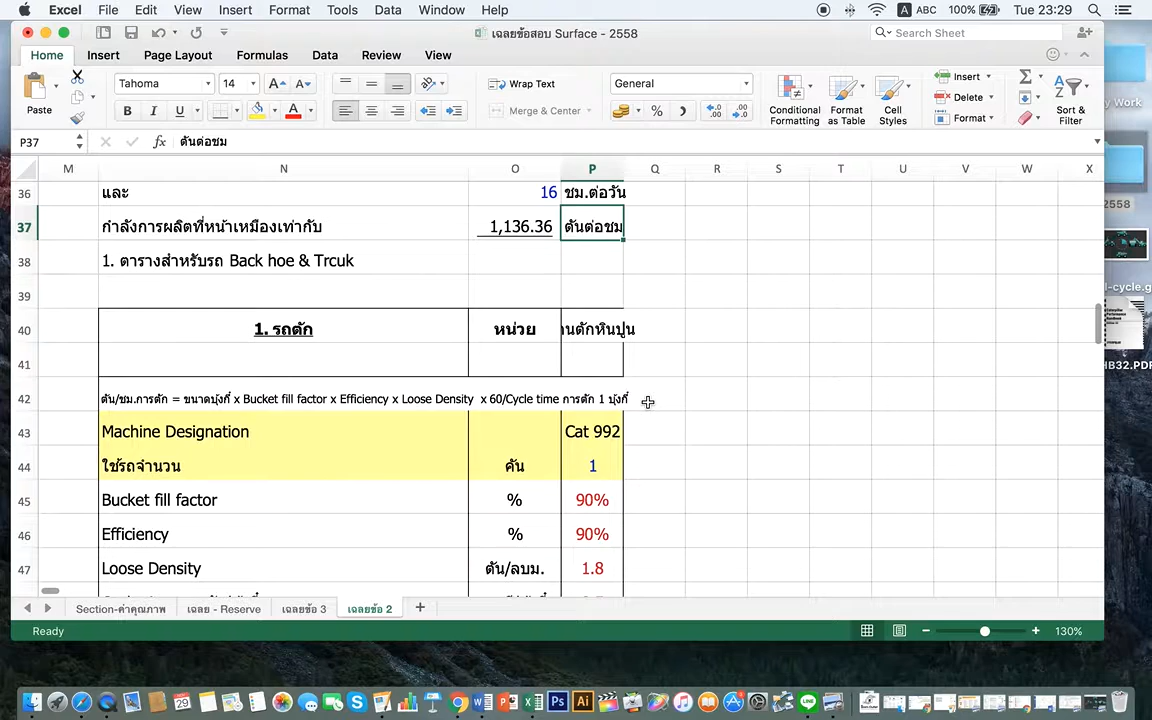 Excel File Edit View Insert Format Tools Data Window Help A ABC 100% Tue 23:29
เฉลยข้อสอบ Surface - 2558 Search Sheet
Home Insert Page Layout Formulas Data Review View
Paste Tahoma 14 A A Wrap Text General Conditional Formatting Format as Table Cell Styles Insert Sort & Filter
B I U A Merge & Center % Delete
Format
P37 fx ตันต่อชม
M N O P Q R S T U V W X
36 และ 16 ชม.ต่อวัน
37 กำลังการผลิตที่หน้าเหมืองเท่ากับ 1,136.36 ตันต่อชม
38 1. ตารางสำหรับรถ Back hoe & Trcuk
39
40 1. รถตัก หน่วย นตักหินปูน
41
42 ตัน/ชม.การตัก = ขนาดบุ้งกี๋ x Bucket fill factor x Efficiency x Loose Density x 60/Cycle time การตัก 1 บุ้งกี๋
43 Machine Designation Cat 992
44 ใช้รถจำนวน คัน 1
45 Bucket fill factor % 90%
46 Efficiency % 90%
47 Loose Density ตัน/ลบม. 1.8
Section-ค่าคุณภาพ เฉลย - Reserve เฉลยข้อ 3 เฉลยข้อ 2 +
Ready 130%
y Work
2558
l-cycle.g
HB32.PDF